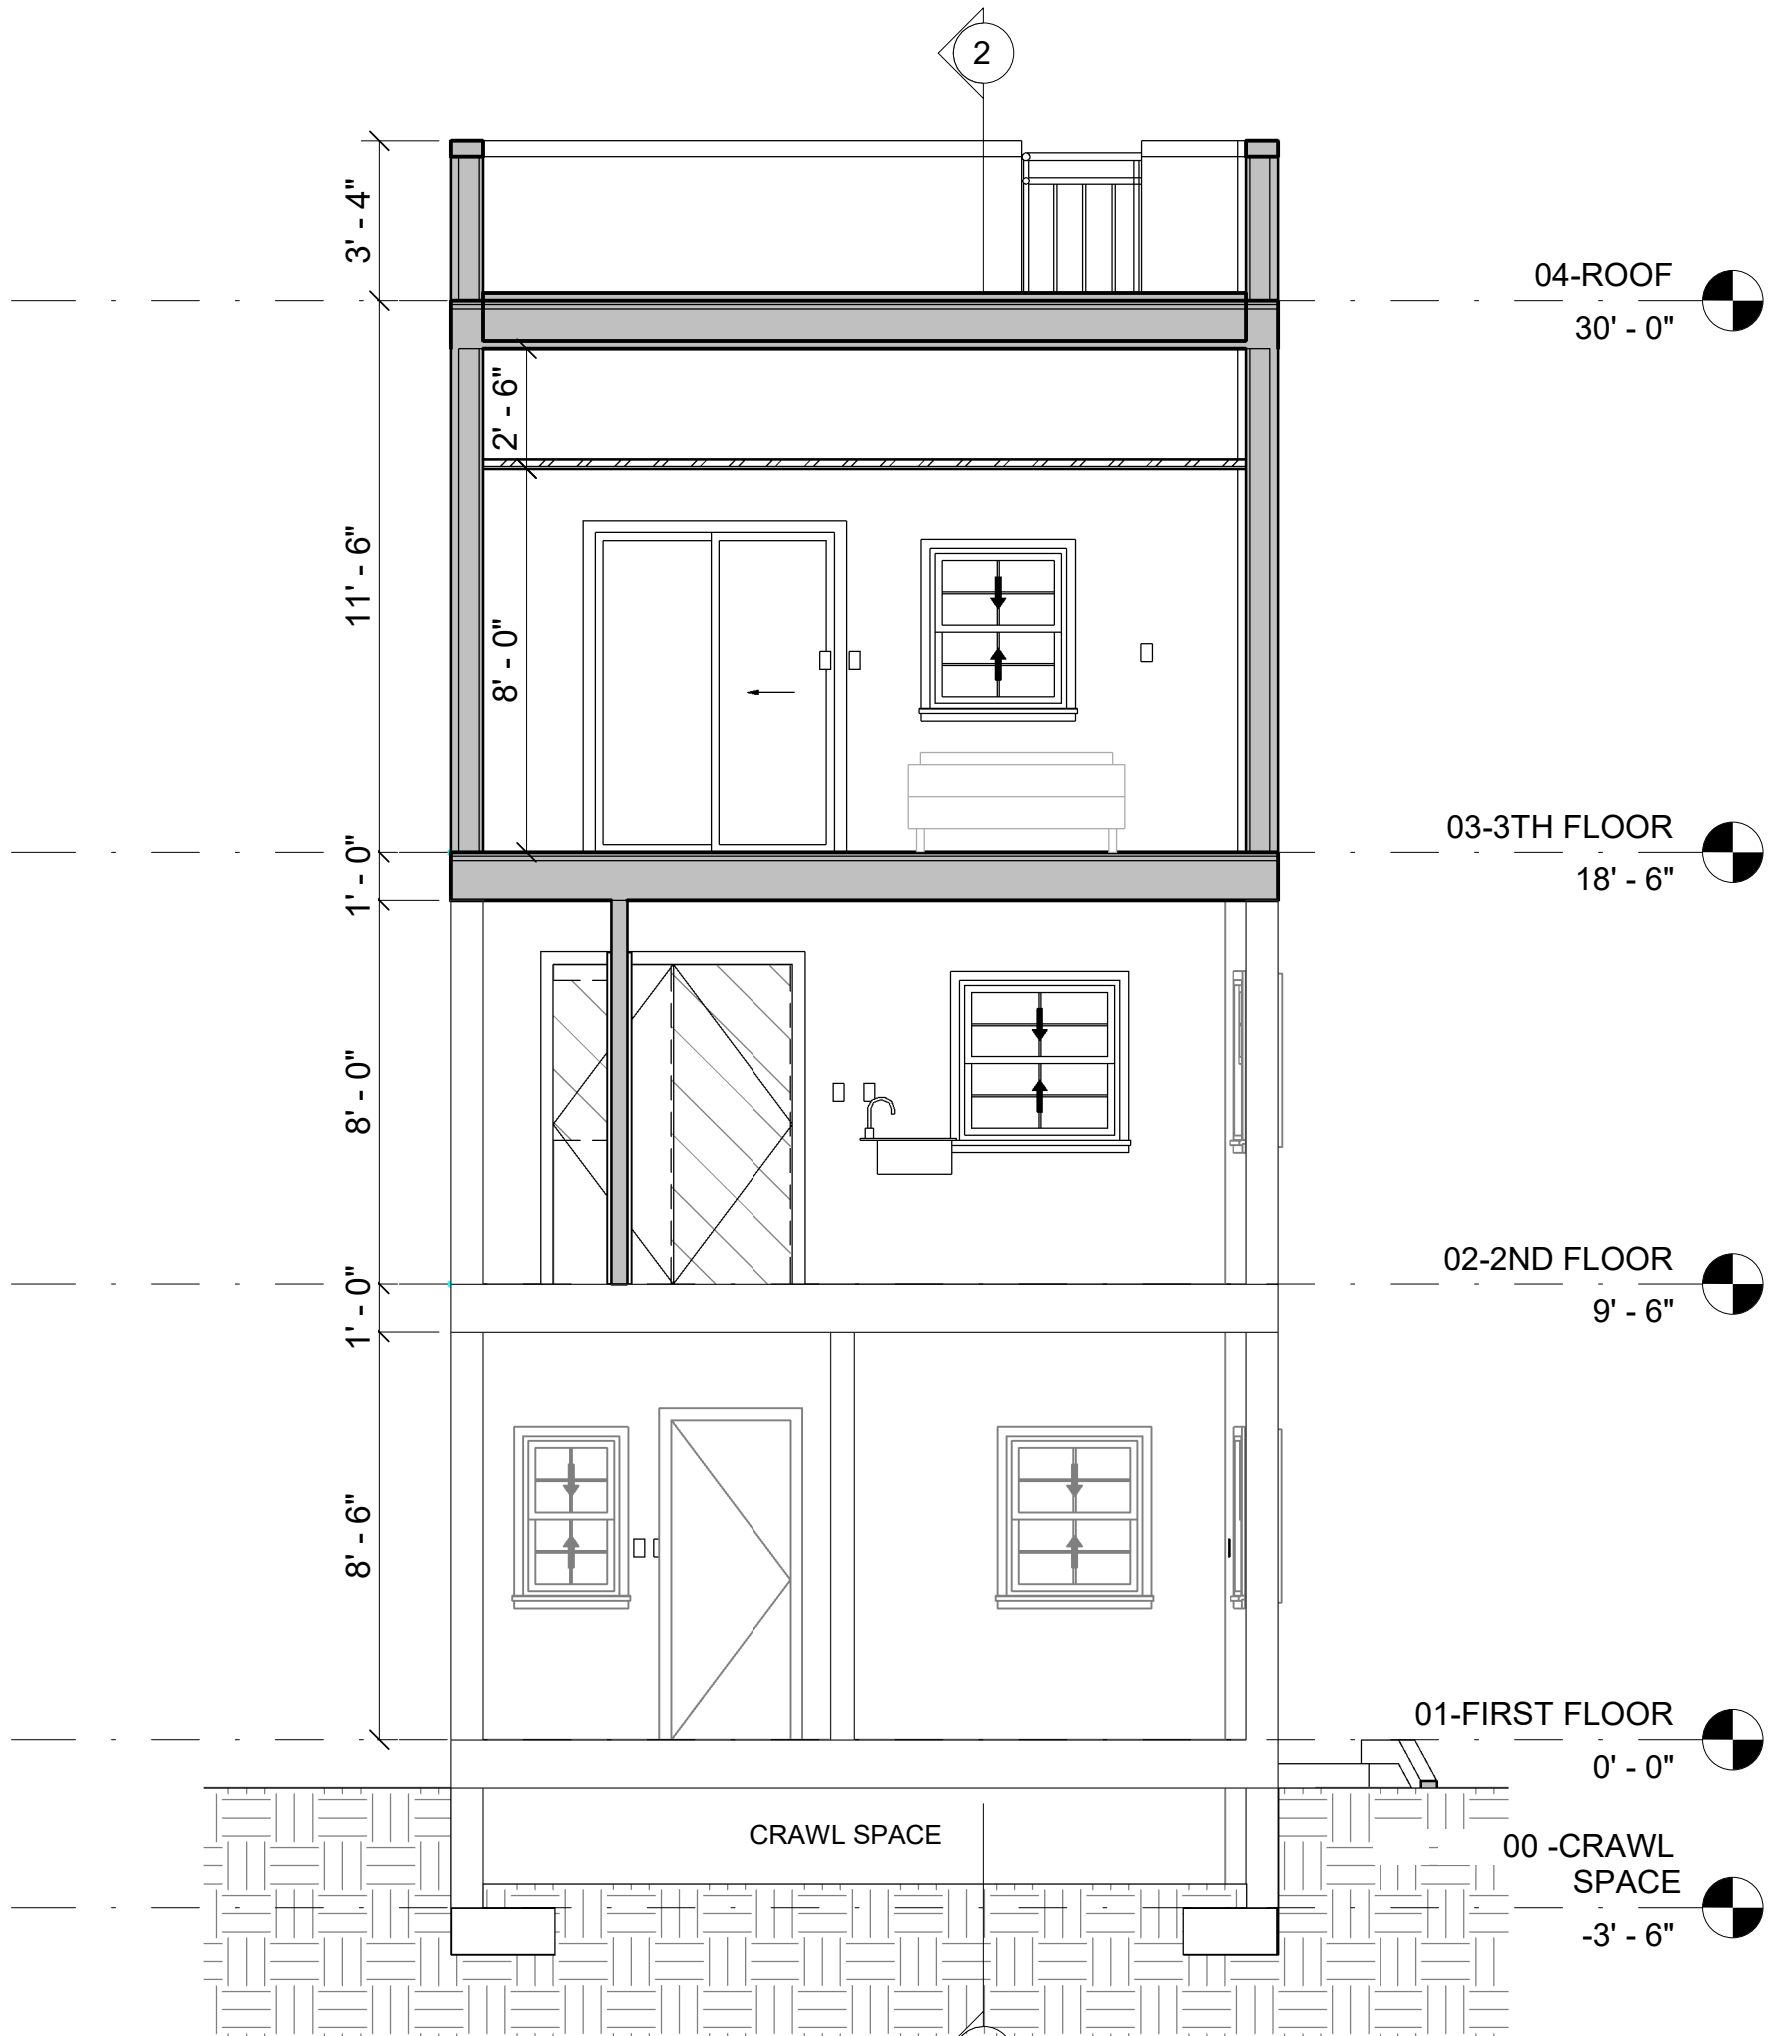 2
3' - 4"
04-ROOF
30' - 0"
2' - 6"
11' - 6"
8' - 0"
03-3TH FLOOR
18' - 6"
1' - 0"
8' - 0"
02-2ND FLOOR
9' - 6"
1' - 0"
8' - 6"
01-FIRST FLOOR
0' - 0"
CRAWL SPACE
00 -CRAWL
SPACE
-3' - 6"